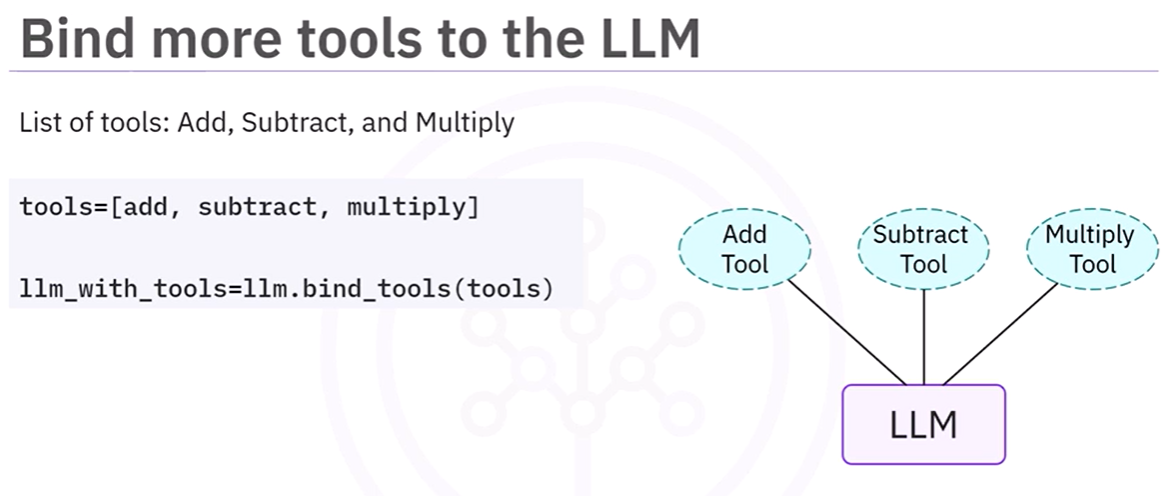 Bind more tools to the LLM
List of tools: Add, Subtract, and Multiply
tools=[add, subtract, multiply]
llm_with_tools=llm.bind_tools(tools)
Add
Tool
Subtract
Tool
Multiply
Tool
LLM